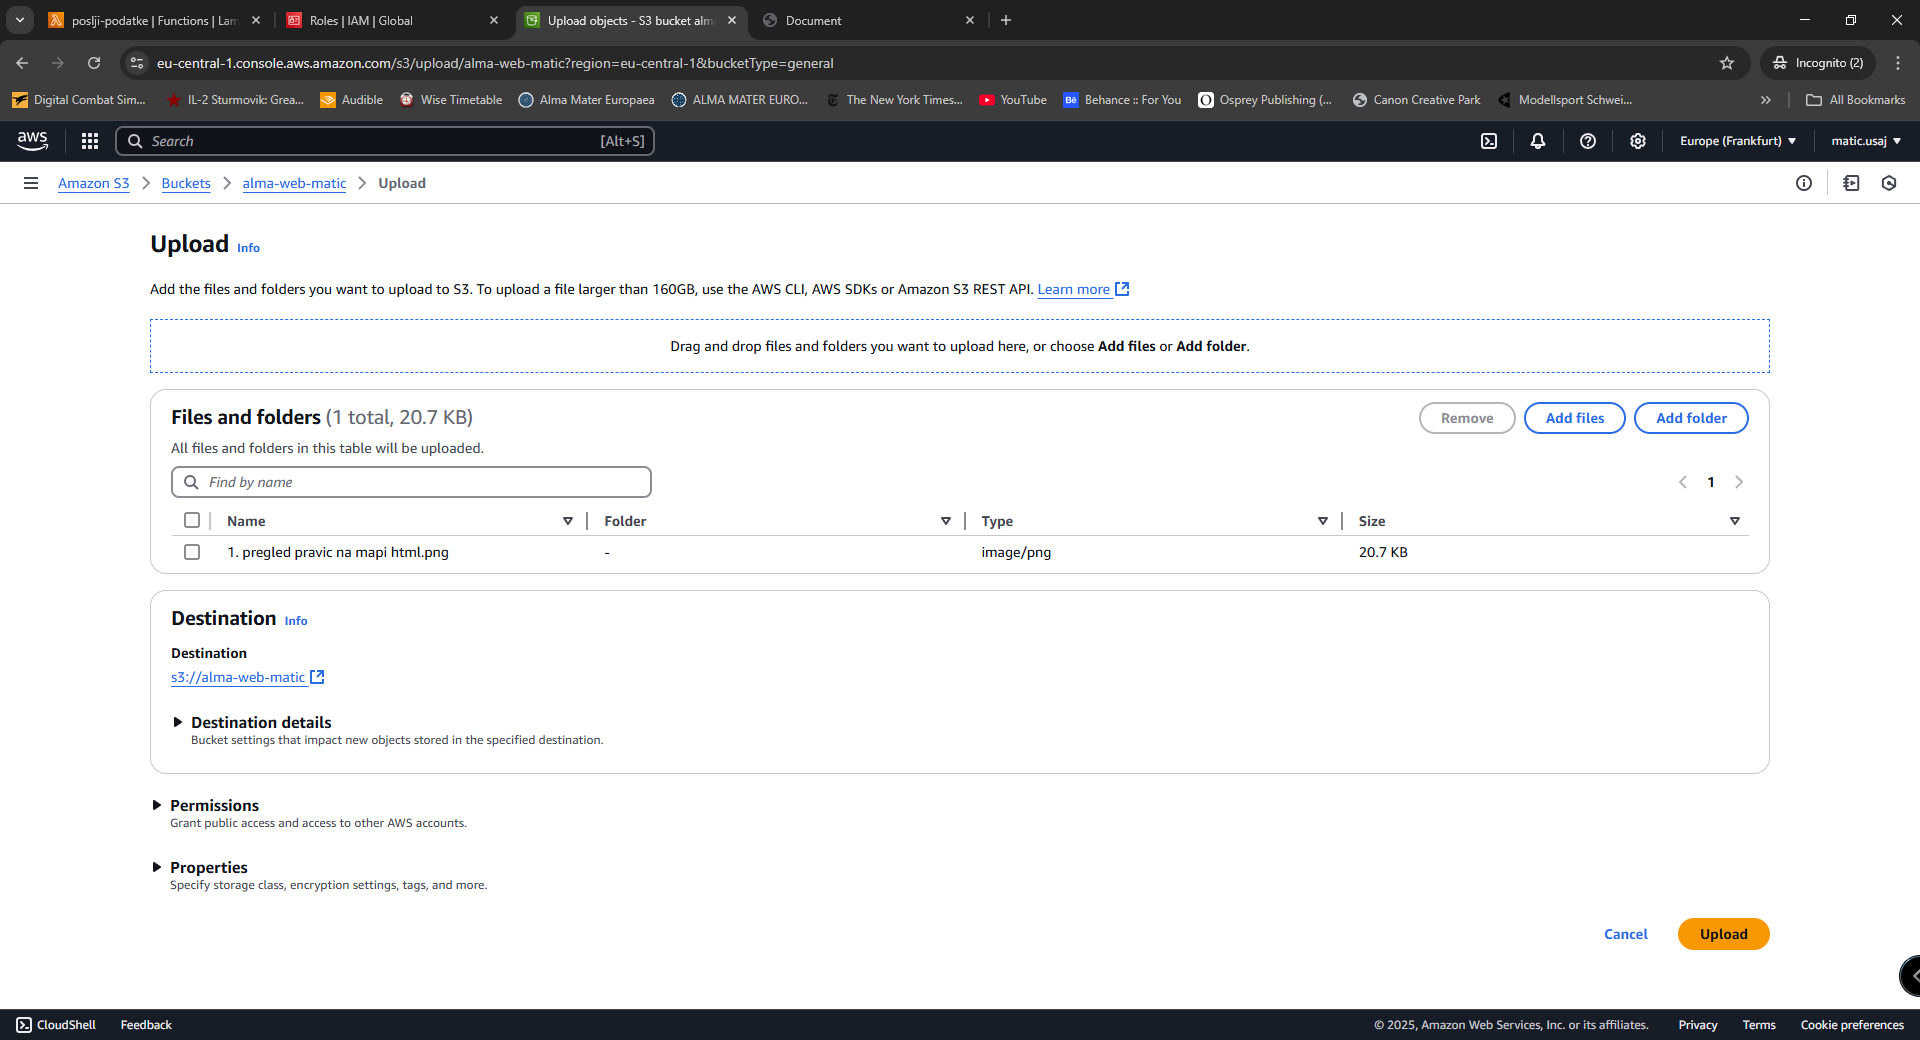 poslji-podatke | Functions | Lam
Roles | IAM | Global
Upload objects - S3 bucket alm
Document
eu-central-1.console.aws.amazon.com/s3/upload/alma-web-matic?region=eu-central-1&bucketType=general
Incognito (2)
Digital Combat Sim...
IL-2 Sturmovik: Grea...
Audible
Wise Timetable
Alma Mater Europaea
ALMA MATER EURO...
The New York Times...
YouTube
Bē Behance :: For You
Osprey Publishing (...
Canon Creative Park
Modellsport Schwei...
All Bookmarks
aws
Search [Alt+S]
Europe (Frankfurt)
matic.usaj
Amazon S3 > Buckets > alma-web-matic > Upload
Upload Info
Add the files and folders you want to upload to S3. To upload a file larger than 160GB, use the AWS CLI, AWS SDKs or Amazon S3 REST API. Learn more
Drag and drop files and folders you want to upload here, or choose Add files or Add folder.
Files and folders (1 total, 20.7 KB)
Remove
Add files
Add folder
All files and folders in this table will be uploaded.
Find by name
1
Name Folder Type Size
1. pregled pravic na mapi html.png - image/png 20.7 KB
Destination Info
Destination
s3://alma-web-matic
Destination details
Bucket settings that impact new objects stored in the specified destination.
Permissions
Grant public access and access to other AWS accounts.
Properties
Specify storage class, encryption settings, tags, and more.
Cancel
Upload
CloudShell
Feedback
© 2025, Amazon Web Services, Inc. or its affiliates.
Privacy
Terms
Cookie preferences